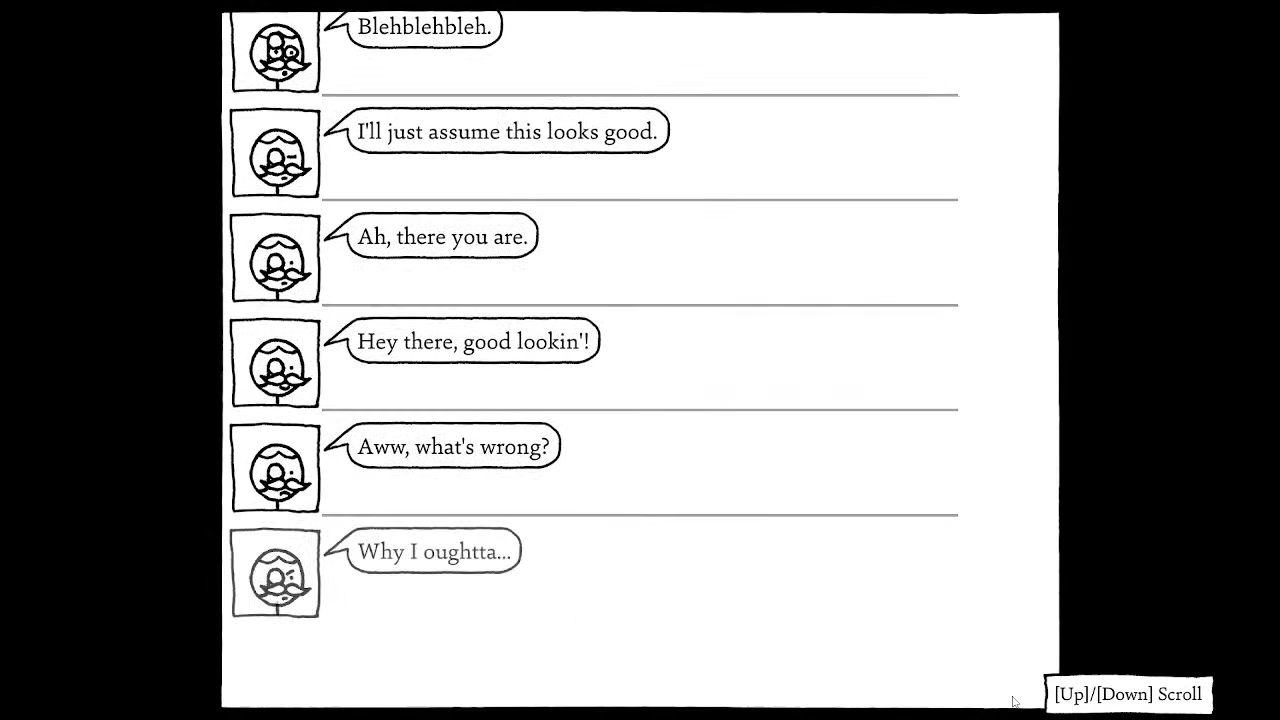 Blehblehbleh.
I'll just assume this looks good.
Ah, there you are.
Hey there, good lookin'!
Aww, what's wrong?
Why I oughtta...
[Up]/[Down] Scroll